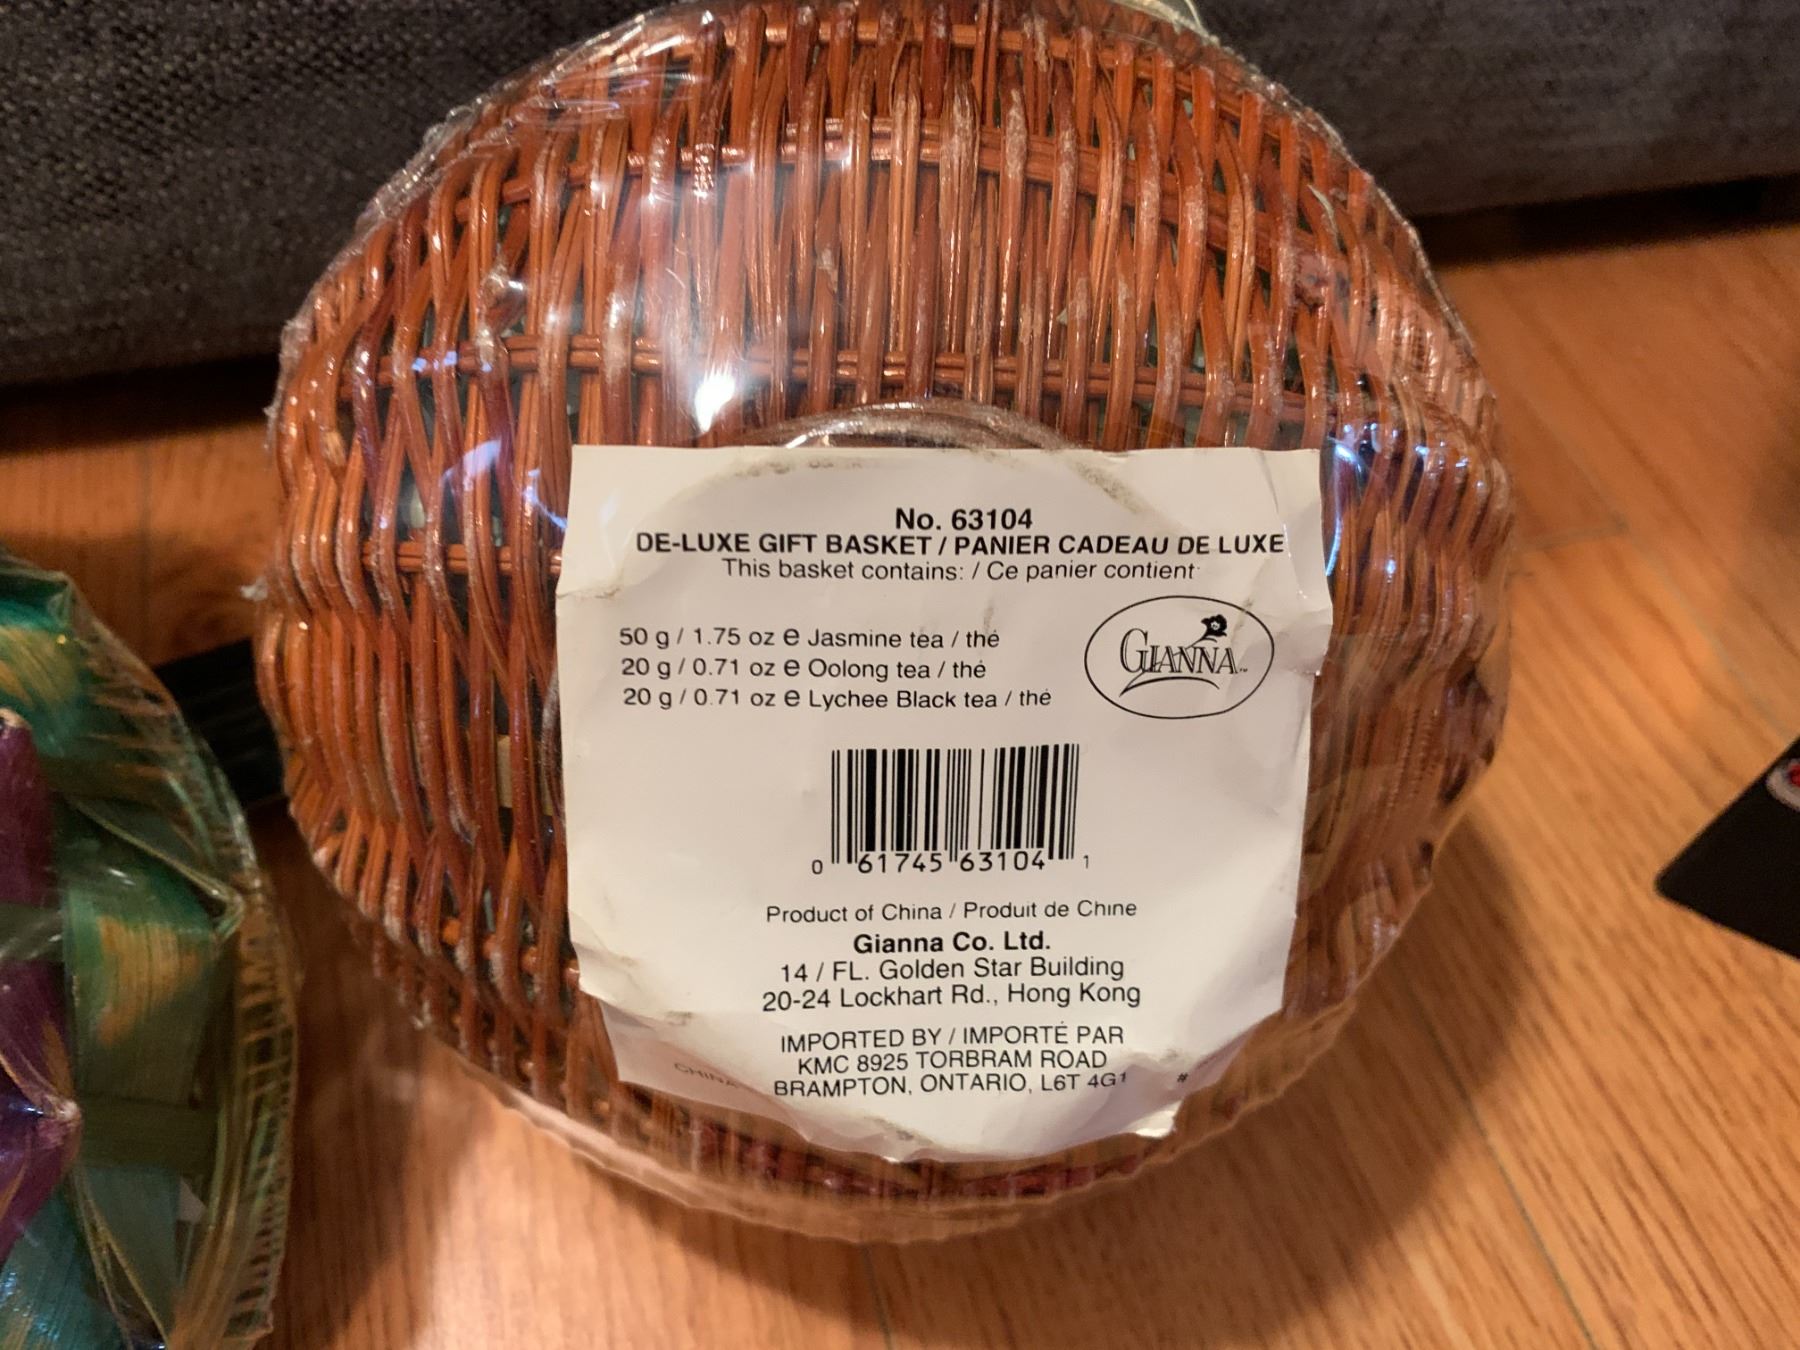 No. 63104
DE-LUXE GIFT BASKET / PANIER CADEAU DE LUXE
This basket contains: / Ce panier contient
50 g / 1.75 oz e Jasmine tea / thé
20 g / 0.71 oz e Oolong tea / thé
20 g / 0.71 oz e Lychee Black tea / thé
GIANNA
0 61745 63104 1
Product of China / Produit de Chine
Gianna Co. Ltd.
14 / FL. Golden Star Building
20-24 Lockhart Rd., Hong Kong
IMPORTED BY / IMPORTÉ PAR
KMC 8925 TORBRAM ROAD
BRAMPTON, ONTARIO, L6T 4G1
#
CHINA